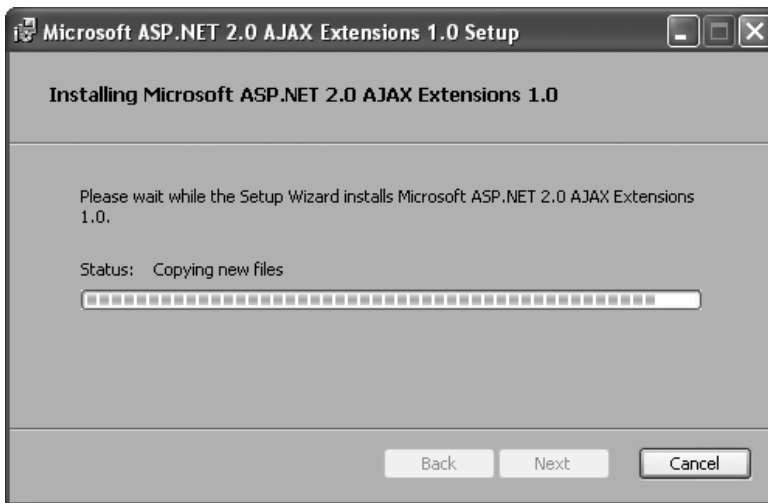 Microsoft ASP.NET 2.0 AJAX Extensions 1.0 Setup
Installing Microsoft ASP.NET 2.0 AJAX Extensions 1.0
Please wait while the Setup Wizard installs Microsoft ASP.NET 2.0 AJAX Extensions
1.0.
Status: Copying new files
Back Next Cancel